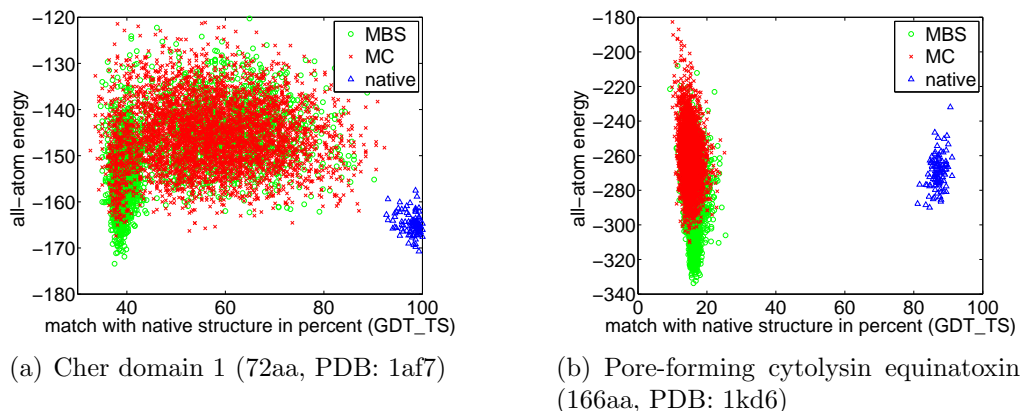 −120
−130
−140
−150
−160
−170
−180
all-atom energy
40
60
80
100
match with native structure in percent (GDT_TS)
MBS
MC
native
(a) Cher domain 1 (72aa, PDB: 1af7)
−180
−200
−220
−240
−260
−280
−300
−320
−340
all-atom energy
0
20
40
60
80
100
match with native structure in percent (GDT_TS)
MBS
MC
native
(b) Pore-forming cytolysin equinatoxin
(166aa, PDB: 1kd6)